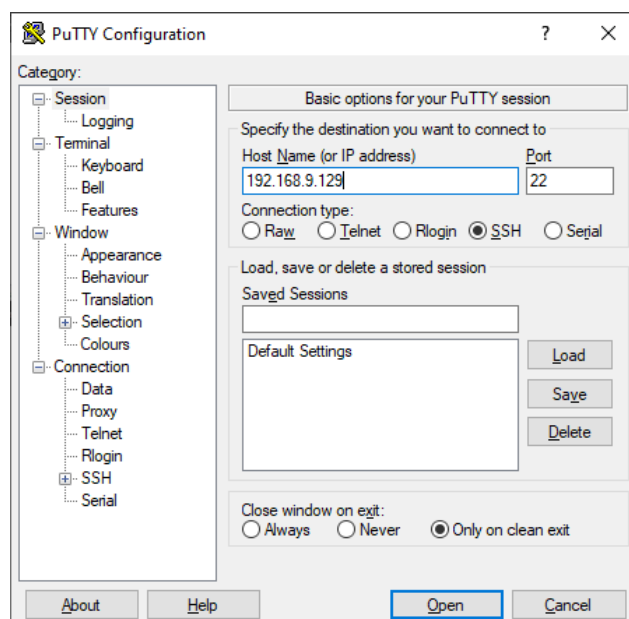 PuTTY Configuration
?
Category:
Session
Logging
Terminal
Keyboard
Bell
Features
Window
Appearance
Behaviour
Translation
Selection
Colours
Connection
Data
Proxy
Telnet
Rlogin
SSH
Serial
Basic options for your PuTTY session
Specify the destination you want to connect to
Host Name (or IP address) Port
192.168.9.129 22
Connection type:
Raw Telnet Rlogin SSH Serial
Load, save or delete a stored session
Saved Sessions
Default Settings
Load
Save
Delete
Close window on exit:
Always Never Only on clean exit
About Help Open Cancel